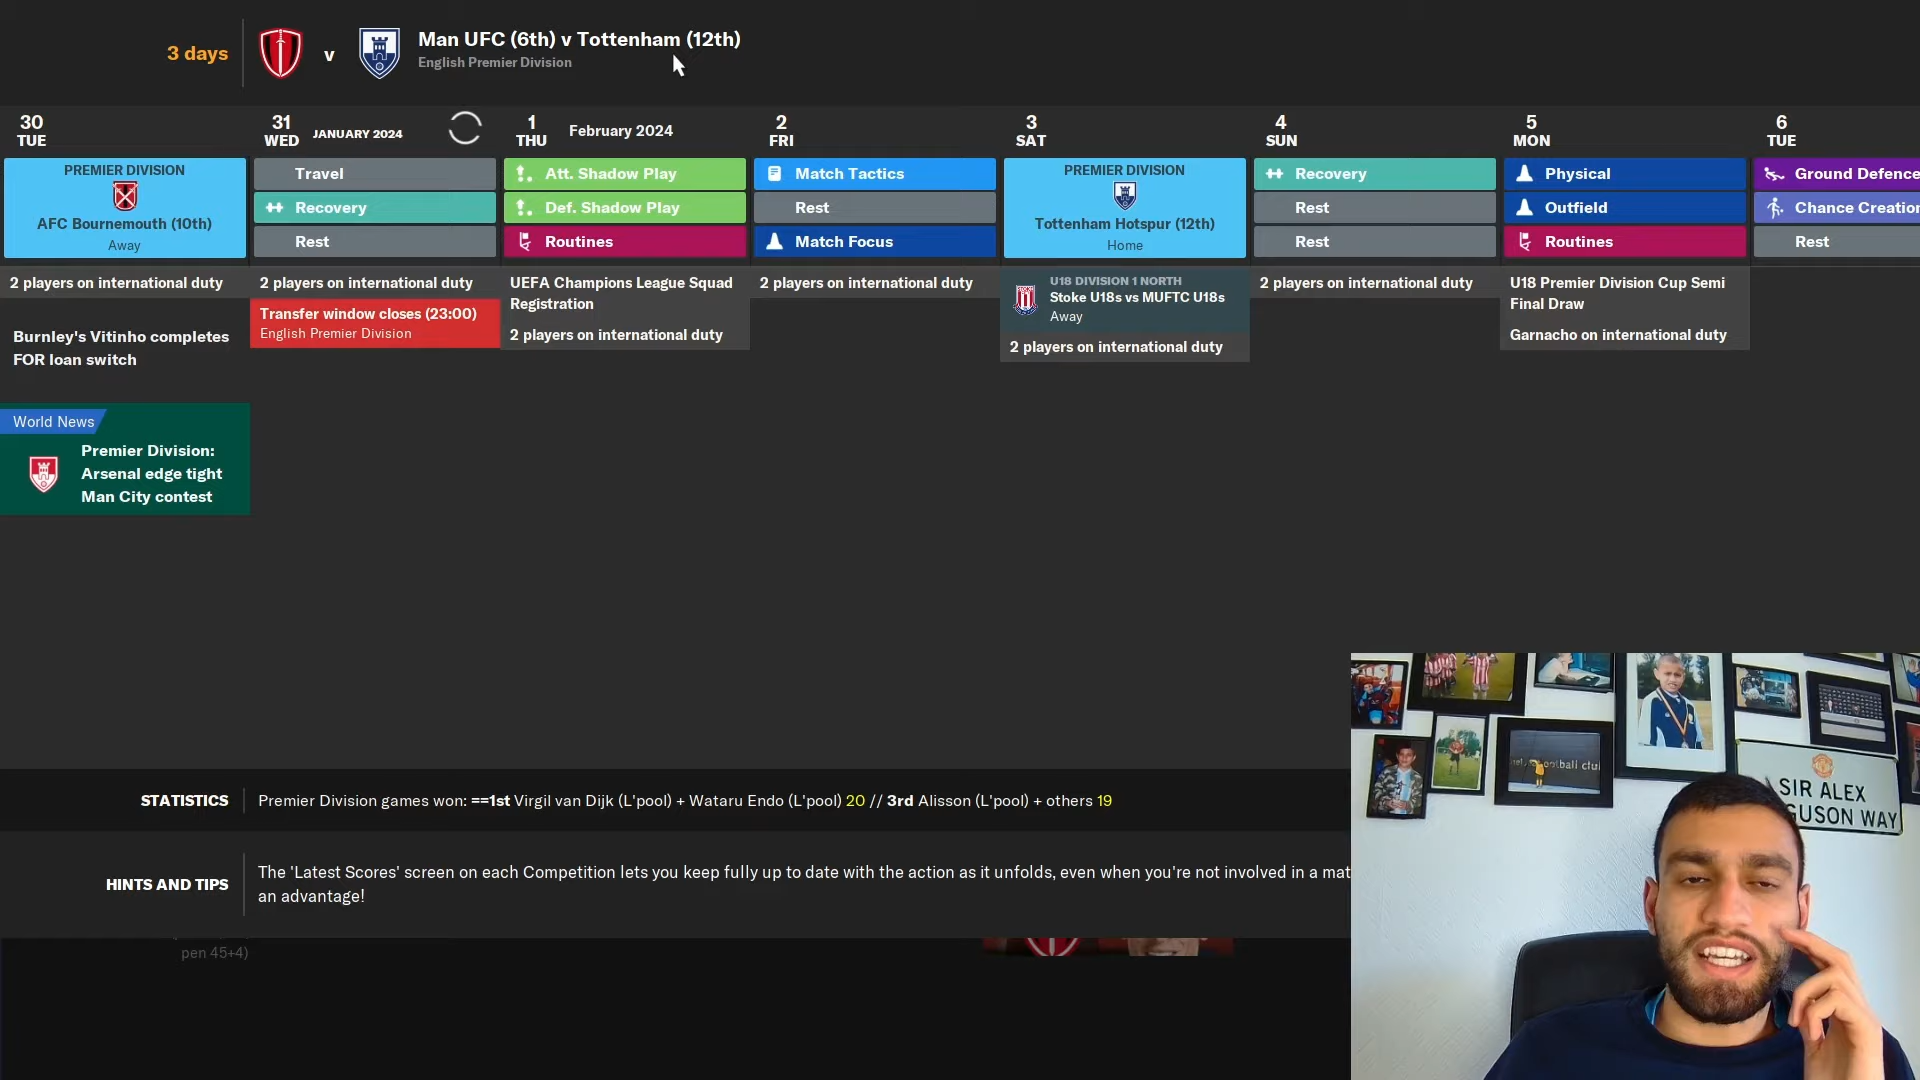 3 days
v
Man UFC (6th) v Tottenham (12th)
English Premier Division
30
TUE
31
WED
JANUARY 2024
1
THU
February 2024
2
FRI
3
SAT
4
SUN
5
MON
6
TUE
PREMIER DIVISION
AFC Bournemouth (10th)
Away
Travel
Recovery
Rest
Att. Shadow Play
Def. Shadow Play
Routines
Match Tactics
Rest
Match Focus
PREMIER DIVISION
Tottenham Hotspur (12th)
Home
Recovery
Rest
Rest
Physical
Outfield
Routines
Ground Defence
Chance Creation
Rest
2 players on international duty
Burnley's Vitinho completes
FOR loan switch
World News
Premier Division:
Arsenal edge tight
Man City contest
2 players on international duty
Transfer window closes (23:00)
English Premier Division
UEFA Champions League Squad
Registration
2 players on international duty
2 players on international duty
U18 DIVISION 1 NORTH
Stoke U18s vs MUFTC U18s
Away
2 players on international duty
2 players on international duty
U18 Premier Division Cup Semi
Final Draw
Garnacho on international duty
STATISTICS
Premier Division games won: ==1st Virgil van Dijk (L'pool) + Wataru Endo (L'pool) 20 // 3rd Alisson (L'pool) + others 19
HINTS AND TIPS
The 'Latest Scores' screen on each Competition lets you keep fully up to date with the action as it unfolds, even when you're not involved in a mat
an advantage!
pen 45+4)
SIR ALEX
GUSON WAY